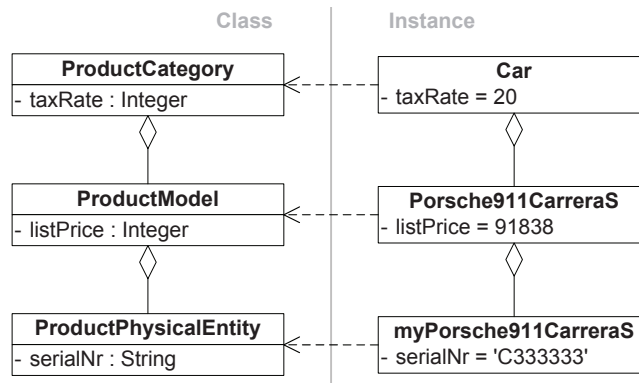 Class
Instance
ProductCategory
- taxRate : Integer
Car
- taxRate = 20
ProductModel
- listPrice : Integer
Porsche911CarreraS
- listPrice = 91838
ProductPhysicalEntity
- serialNr : String
myPorsche911CarreraS
- serialNr = 'C333333'